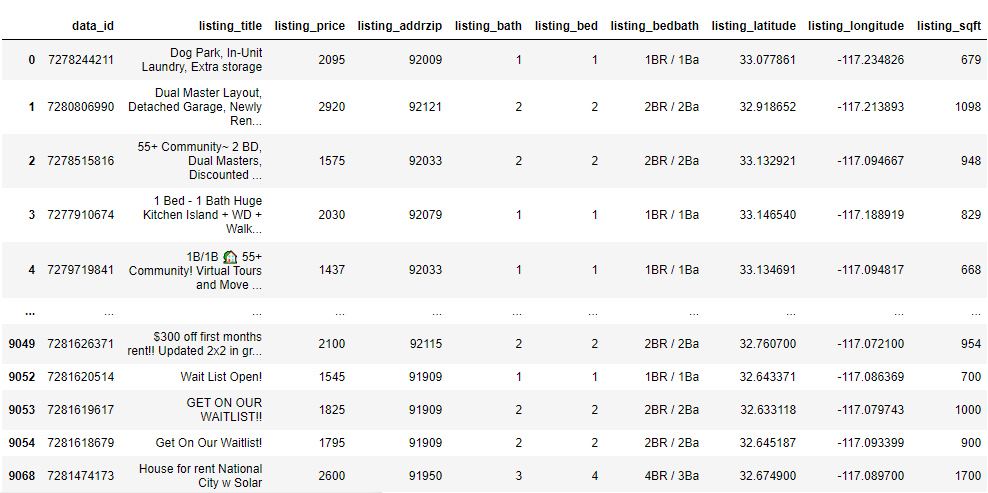 data_id listing_title listing_price listing_addrzip listing_bath listing_bed listing_bedbath listing_latitude listing_longitude listing_sqft
0 7278244211 Dog Park, In-Unit Laundry, Extra storage 2095 92009 1 1 1BR / 1Ba 33.077861 -117.234826 679
1 7280806990 Dual Master Layout, Detached Garage, Newly Ren... 2920 92121 2 2 2BR / 2Ba 32.918652 -117.213893 1098
2 7278515816 55+ Community~ 2 BD, Dual Masters, Discounted ... 1575 92033 2 2 2BR / 2Ba 33.132921 -117.094667 948
3 7277910674 1 Bed - 1 Bath Huge Kitchen Island + WD + Walk... 2030 92079 1 1 1BR / 1Ba 33.146540 -117.188919 829
4 7279719841 1B/1B 🏡 55+ Community! Virtual Tours and Move ... 1437 92033 1 1 1BR / 1Ba 33.134691 -117.094817 668
... ... ... ... ... ... ... ... ... ... ...
9049 7281626371 $300 off first months rent!! Updated 2x2 in gr... 2100 92115 2 2 2BR / 2Ba 32.760700 -117.072100 954
9052 7281620514 Wait List Open! 1545 91909 1 1 1BR / 1Ba 32.643371 -117.086369 700
9053 7281619617 GET ON OUR WAITLIST!! 1825 91909 2 2 2BR / 2Ba 32.633118 -117.079743 1000
9054 7281618679 Get On Our Waitlist! 1795 91909 2 2 2BR / 2Ba 32.645187 -117.093399 900
9068 7281474173 House for rent National City w Solar 2600 91950 3 4 4BR / 3Ba 32.674900 -117.089700 1700